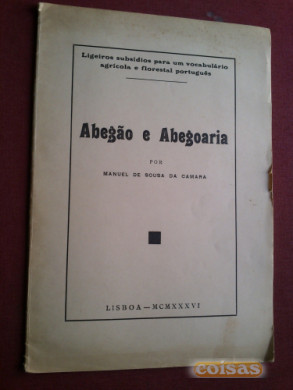 Ligeiros subsídios para um vocabulário
agrícola e florestal português
Abegão e Abegoaria
POR
MANUEL DE SOUSA DA CAMARA
LISBOA — MCMXXXVI
coisas